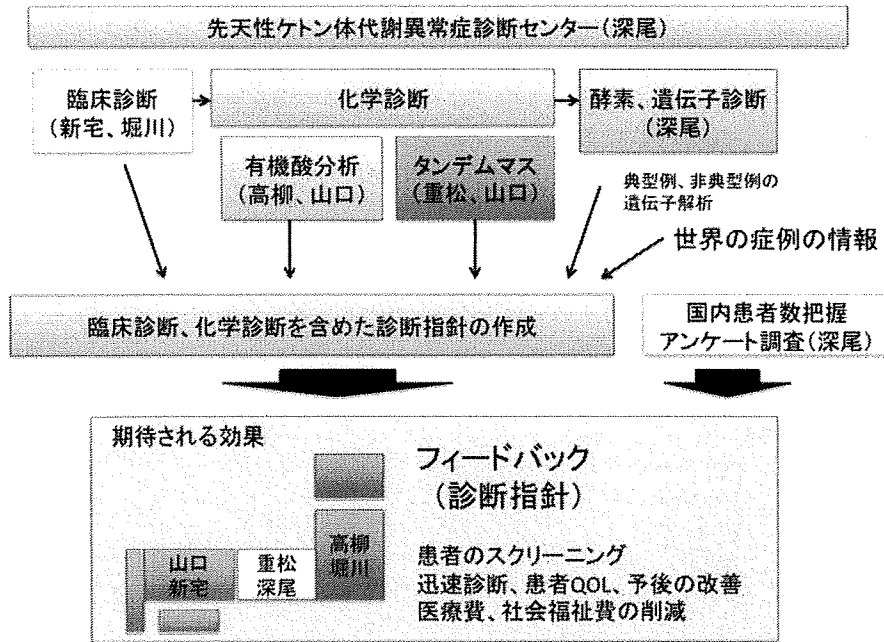 先天性ケトン体代謝異常症診断センター(深尾)
臨床診断
(新宅、堀川)
化学診断
酵素、遺伝子診断
(深尾)
有機酸分析
(高柳、山口)
タンデムマス
(重松、山口)
典型例、非典型例の
遺伝子解析
世界の症例の情報
臨床診断、化学診断を含めた診断指針の作成
国内患者数把握
アンケート調査(深尾)
期待される効果
フィードバック
(診断指針)
山口
新宅
重松
深尾
高柳
堀川
患者のスクリーニング
迅速診断、患者QOL、予後の改善
医療費、社会福祉費の削減